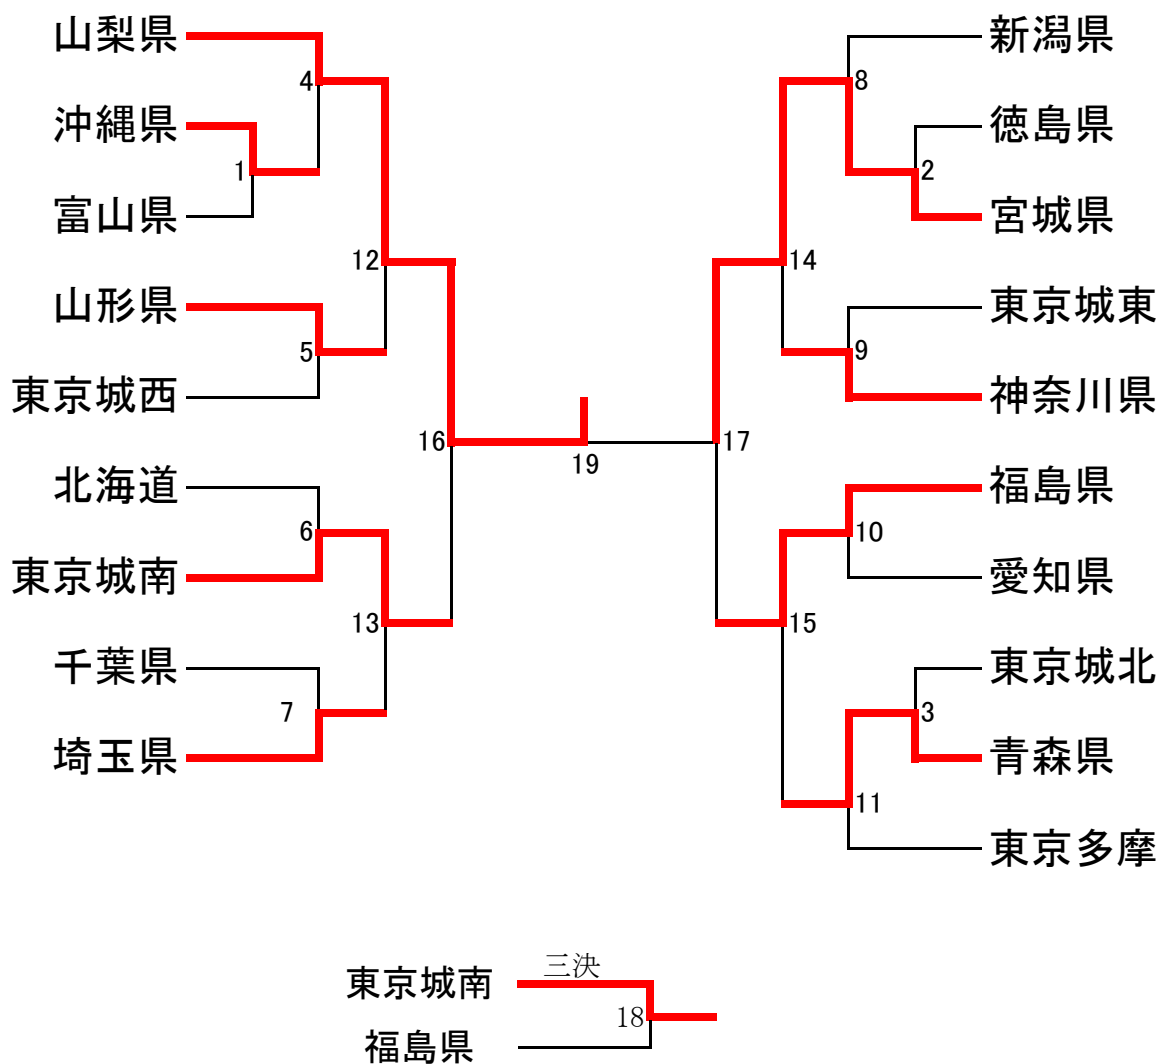 山梨県
新潟県
4
8
沖縄県
徳島県
1
2
富山県
宮城県
12
14
山形県
東京城東
5
9
東京城西
神奈川県
16
17
19
北海道
福島県
6
10
東京城南
愛知県
13
15
千葉県
東京城北
7
3
埼玉県
青森県
11
東京多摩
三決
東京城南
18
福島県